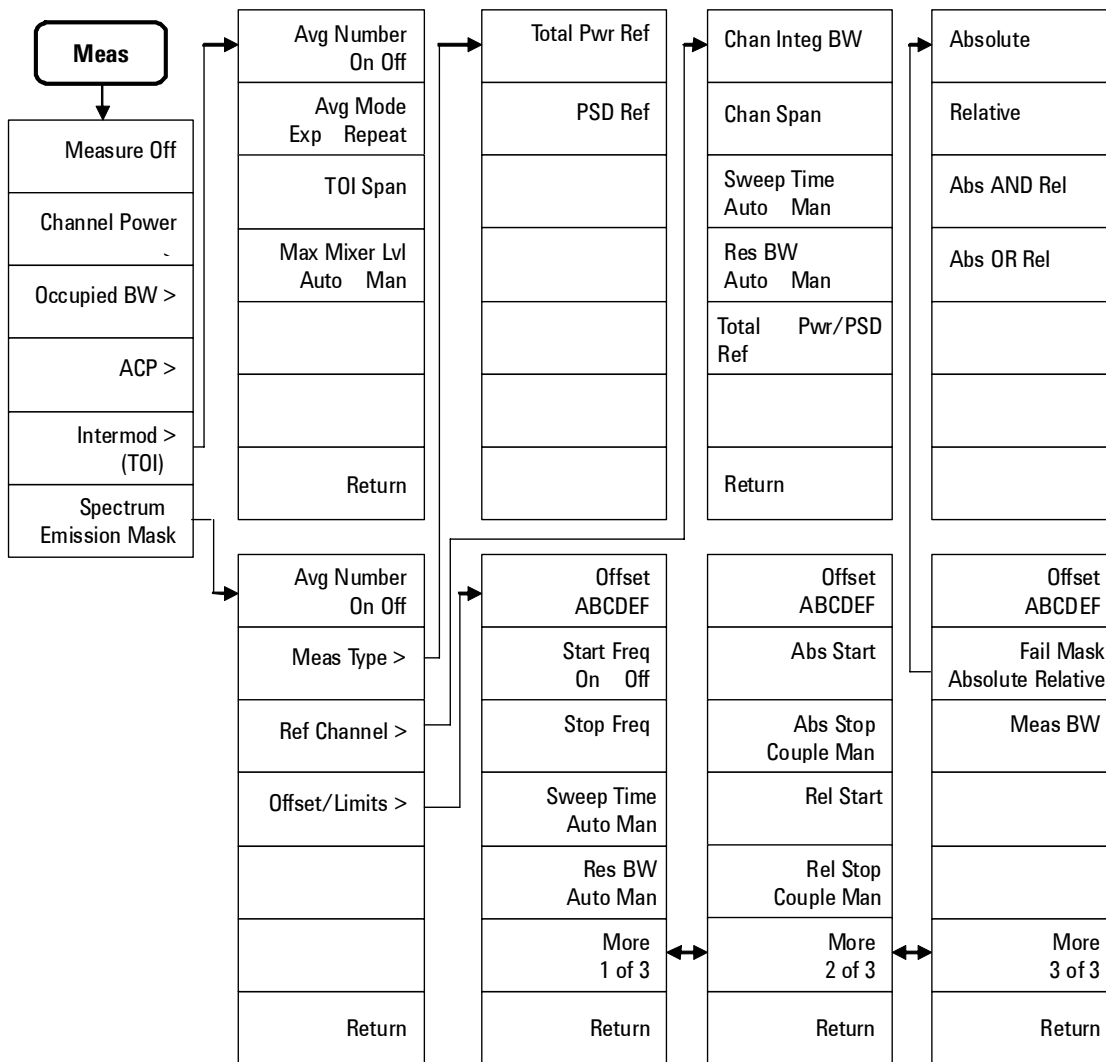 Meas
Measure Off
Channel Power
Occupied BW >
ACP >
Intermod >
(TOI)
Spectrum
Emission Mask
Avg Number
On Off
Avg Mode
Exp Repeat
TOI Span
Max Mixer Lvl
Auto Man
Return
Total Pwr Ref
PSD Ref
Chan Integ BW
Chan Span
Sweep Time
Auto Man
Res BW
Auto Man
Total Pwr/PSD
Ref
Return
Absolute
Relative
Abs AND Rel
Abs OR Rel
Avg Number
On Off
Meas Type >
Ref Channel >
Offset/Limits >
Return
Offset
ABCDEF
Start Freq
On Off
Stop Freq
Sweep Time
Auto Man
Res BW
Auto Man
More
1 of 3
Return
Offset
ABCDEF
Abs Start
Abs Stop
Couple Man
Rel Start
Rel Stop
Couple Man
More
2 of 3
Return
Offset
ABCDEF
Fail Mask
Absolute Relative
Meas BW
More
3 of 3
Return